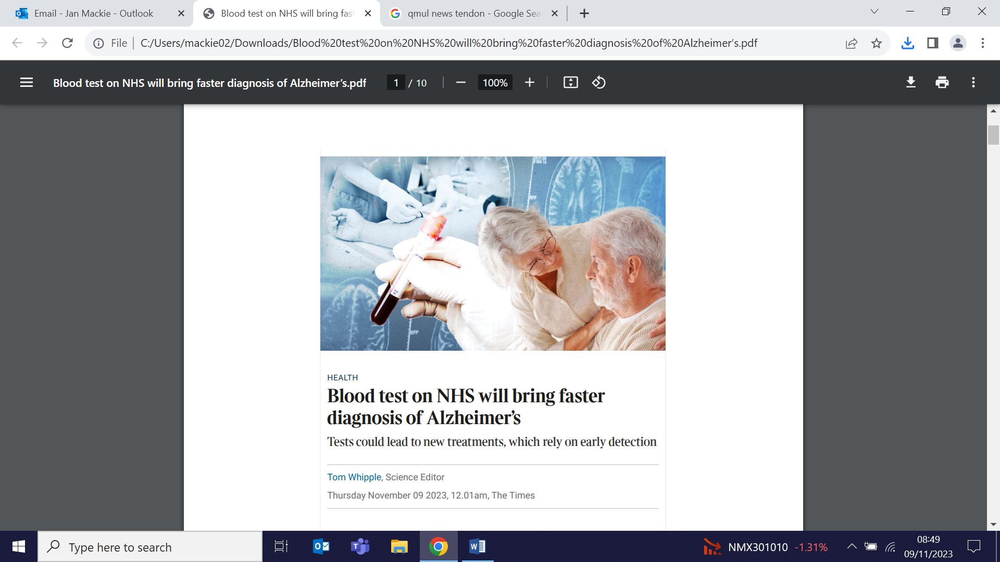 Email - Jan Mackie - Outlook
Blood test on NHS will bring fast
qmul news tendon - Google Sea
File
C:/Users/mackie02/Downloads/Blood%20test%20on%20NHS%20will%20bring%20faster%20diagnosis%20of%20Alzheimer’s.pdf
Blood test on NHS will bring faster diagnosis of Alzheimer’s.pdf
1 / 10
100%
RFP
RFP
HEALTH
Blood test on NHS will bring faster
diagnosis of Alzheimer’s
Tests could lead to new treatments, which rely on early detection
Tom Whipple, Science Editor
Thursday November 09 2023, 12.01am, The Times
Type here to search
NMX301010 -1.31%
08:49
09/11/2023